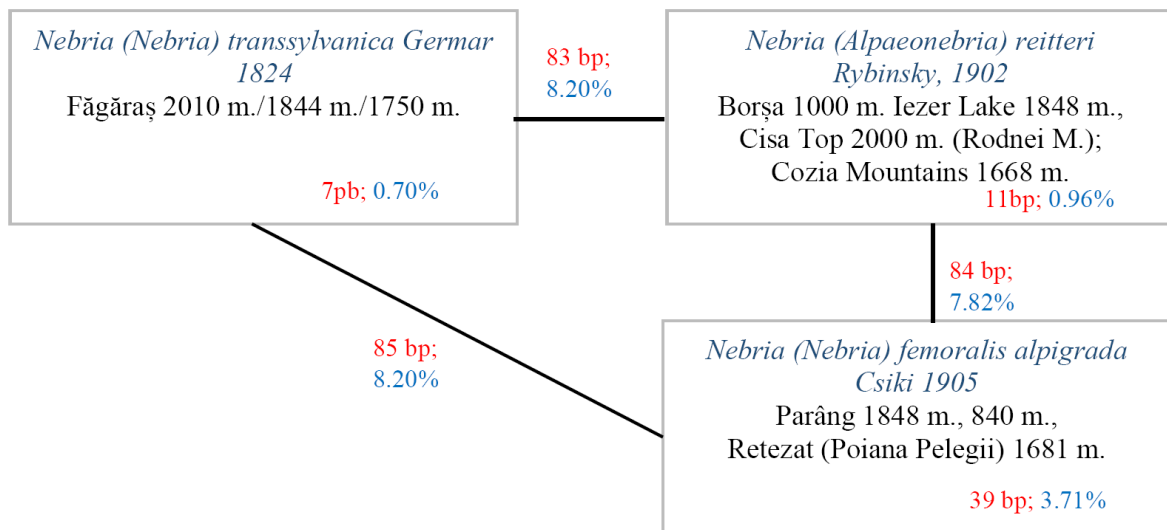 Nebria (Nebria) transsylvanica Germar
1824
Făgăraș 2010 m./1844 m./1750 m.
7pb; 0.70%
83 bp;
8.20%
Nebria (Alpaeonebria) reitteri
Rybinsky, 1902
Borșa 1000 m. Iezer Lake 1848 m.,
Cisa Top 2000 m. (Rodnei M.);
Cozia Mountains 1668 m.
11bp; 0.96%
84 bp;
7.82%
85 bp;
8.20%
Nebria (Nebria) femoralis alpigrada
Csiki 1905
Parâng 1848 m., 840 m.,
Retezat (Poiana Pelegii) 1681 m.
39 bp; 3.71%